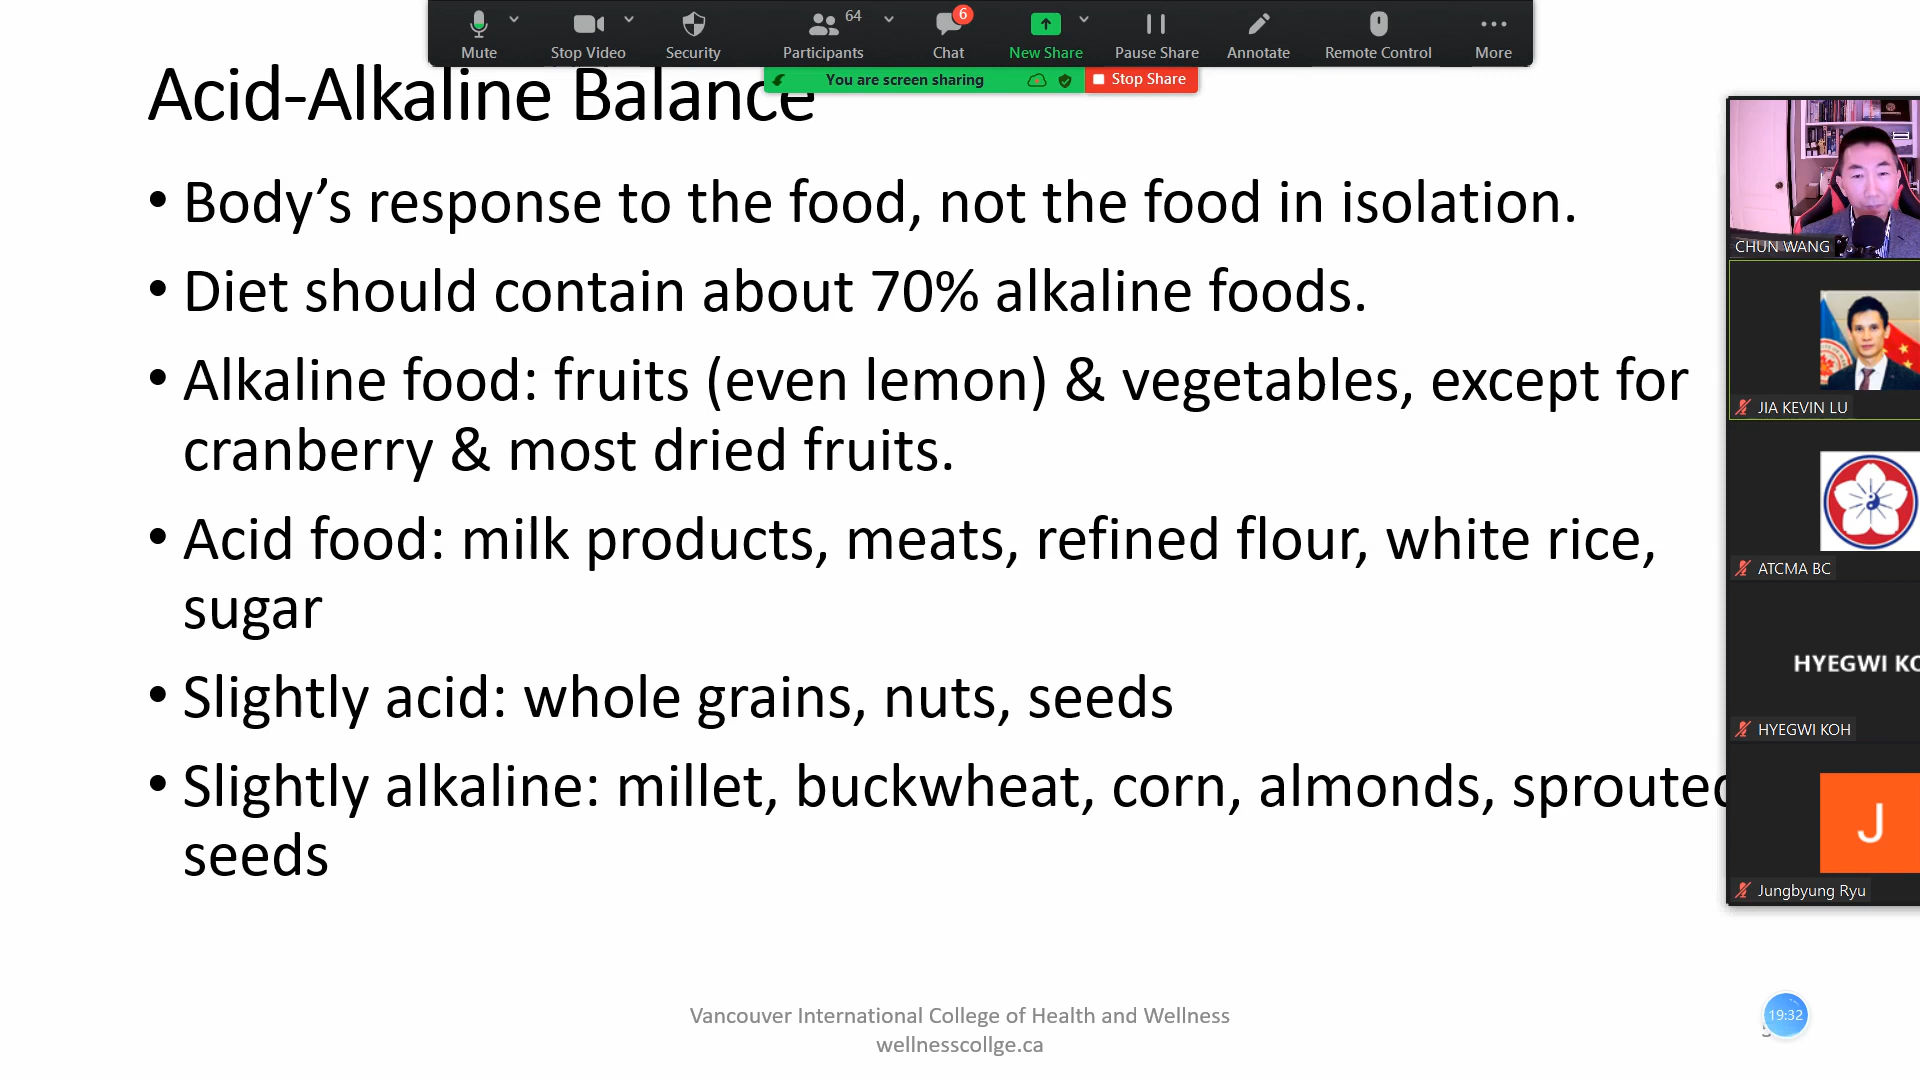 64
6
Mute
Stop Video
Security
Participants
Chat
New Share
Pause Share
Annotate
Remote Control
More
You are screen sharing
Stop Share
Acid-Alkaline Balance
• Body’s response to the food, not the food in isolation.
• Diet should contain about 70% alkaline foods.
• Alkaline food: fruits (even lemon) & vegetables, except for
cranberry & most dried fruits.
• Acid food: milk products, meats, refined flour, white rice,
sugar
• Slightly acid: whole grains, nuts, seeds
• Slightly alkaline: millet, buckwheat, corn, almonds, sprouted
seeds
CHUN WANG
JIA KEVIN LU
ATCMA BC
HYEGWI KO
HYEGWI KOH
J
Jungbyung Ryu
Vancouver International College of Health and Wellness
wellnesscollge.ca
19:32